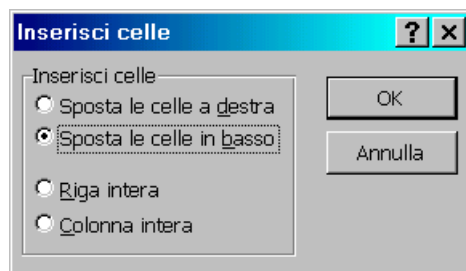 Inserisci celle
Inserisci celle
Sposta le celle a destra
Sposta le celle in basso
Riga intera
Colonna intera
OK
Annulla